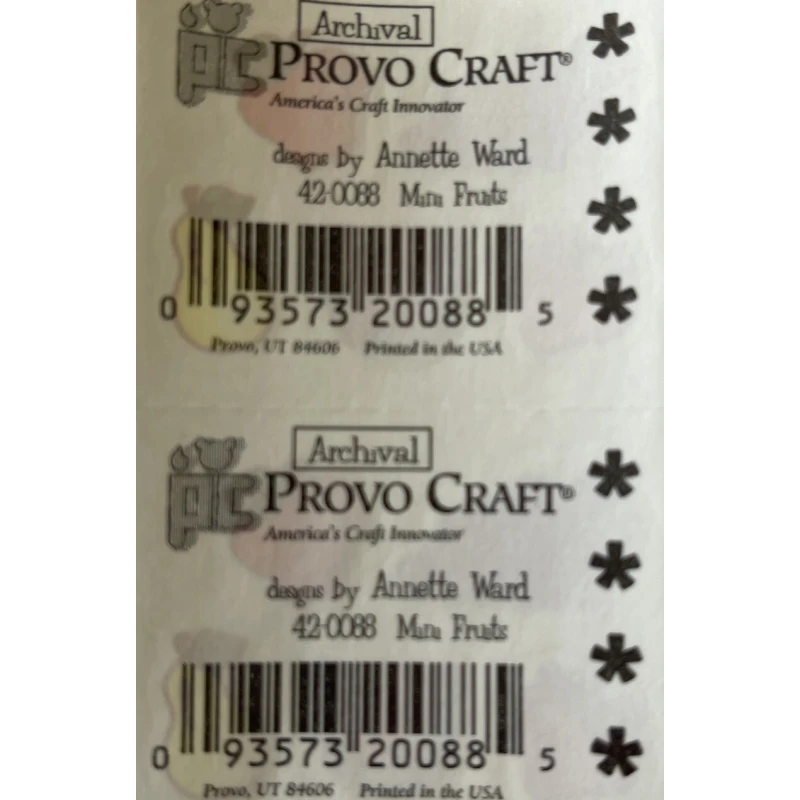 Archival
pc PROVO CRAFT®
America's Craft Innovator
designs by Annette Ward
42-0088 Mini Fruits
0 93573 20088 5
Provo, UT 84606 Printed in the USA
Archival
pc PROVO CRAFT®
America's Craft Innovator
designs by Annette Ward
42-0088 Mini Fruits
0 93573 20088 5
Provo, UT 84606 Printed in the USA